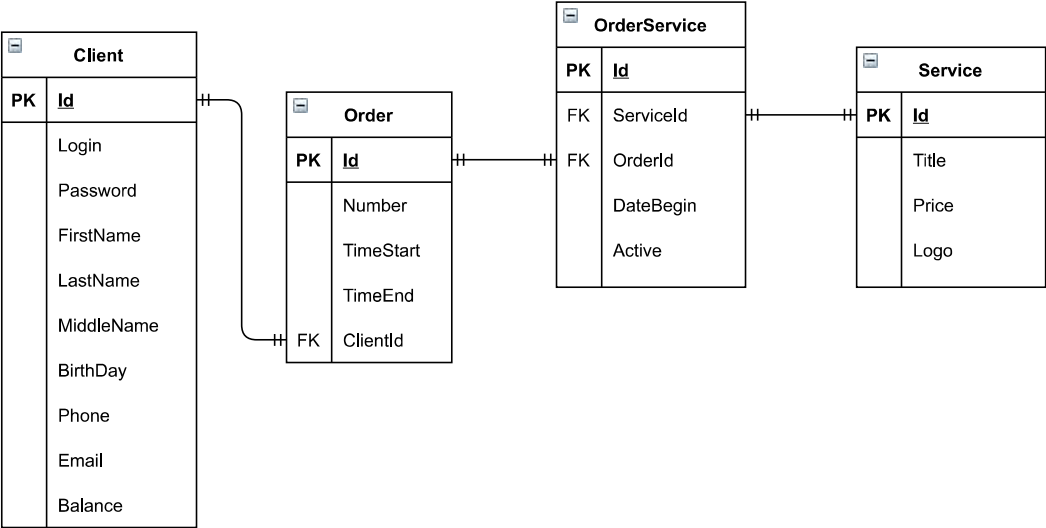 Client
PK Id
Login
Password
FirstName
LastName
MiddleName
BirthDay
Phone
Email
Balance
Order
PK Id
Number
TimeStart
TimeEnd
FK ClientId
OrderService
PK Id
FK ServiceId
FK OrderId
DateBegin
Active
Service
PK Id
Title
Price
Logo